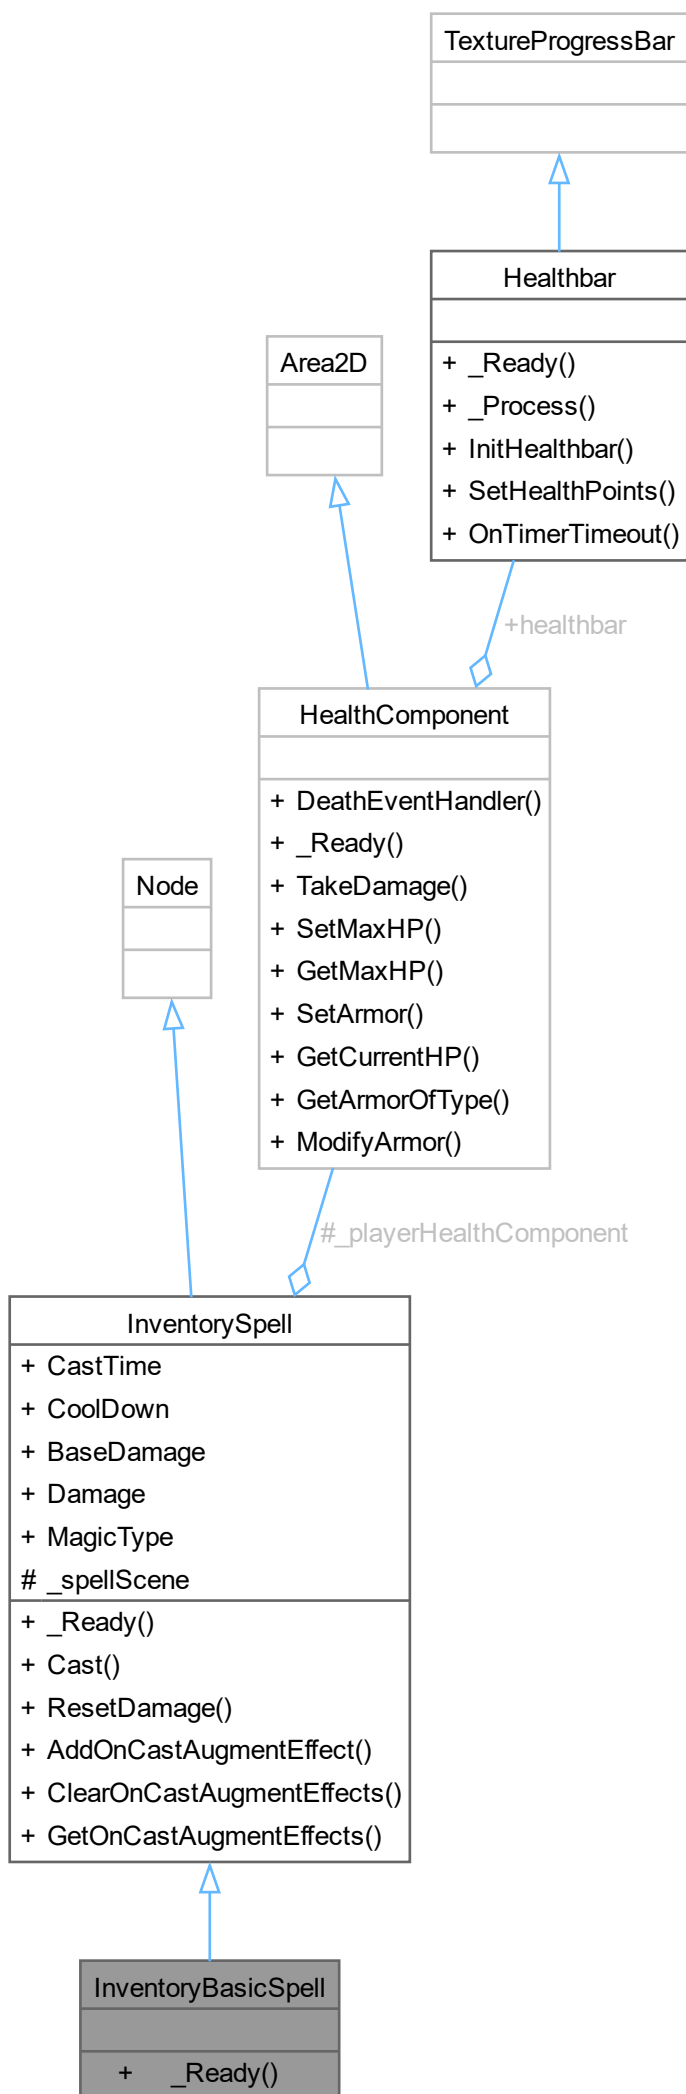 TextureProgressBar
Healthbar
+ _Ready()
+ _Process()
+ InitHealthbar()
+ SetHealthPoints()
+ OnTimerTimeout()
Area2D
+healthbar
HealthComponent
+ DeathEventHandler()
+ _Ready()
+ TakeDamage()
+ SetMaxHP()
+ GetMaxHP()
+ SetArmor()
+ GetCurrentHP()
+ GetArmorOfType()
+ ModifyArmor()
Node
#_playerHealthComponent
InventorySpell
+ CastTime
+ CoolDown
+ BaseDamage
+ Damage
+ MagicType
# _spellScene
+ _Ready()
+ Cast()
+ ResetDamage()
+ AddOnCastAugmentEffect()
+ ClearOnCastAugmentEffects()
+ GetOnCastAugmentEffects()
InventoryBasicSpell
+ _Ready()